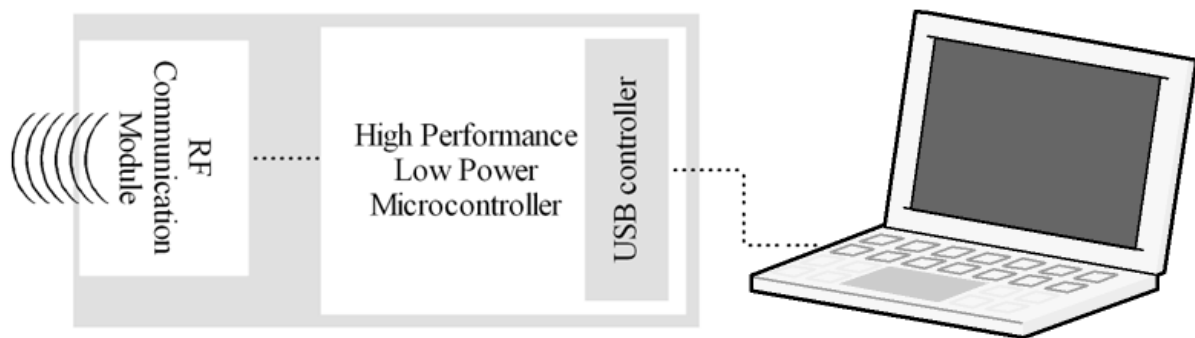 RF
Communication
Module
High Performance
Low Power
Microcontroller
USB controller